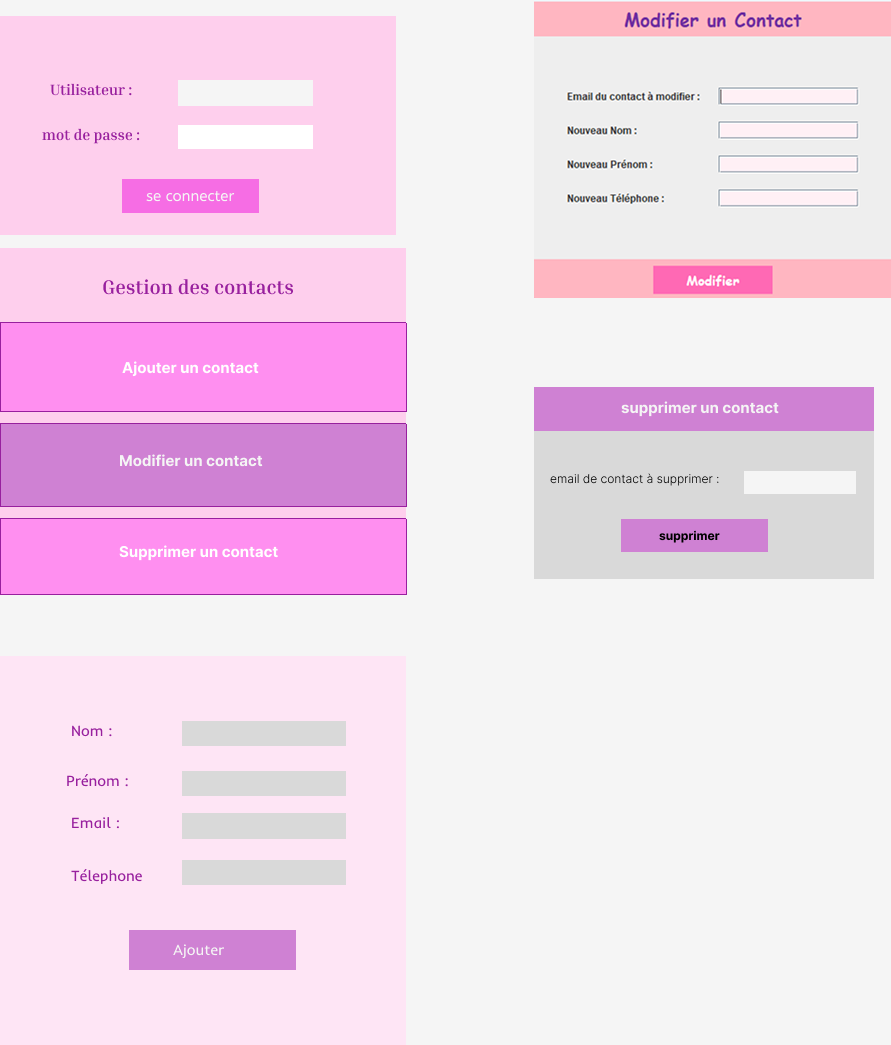 Utilisateur :
mot de passe :
se connecter
Gestion des contacts
Ajouter un contact
Modifier un contact
Supprimer un contact
Nom :
Prénom :
Email :
Télephone
Ajouter
Modifier un Contact
Email du contact à modifier :
Nouveau Nom :
Nouveau Prénom :
Nouveau Téléphone :
Modifier
supprimer un contact
email de contact à supprimer :
supprimer